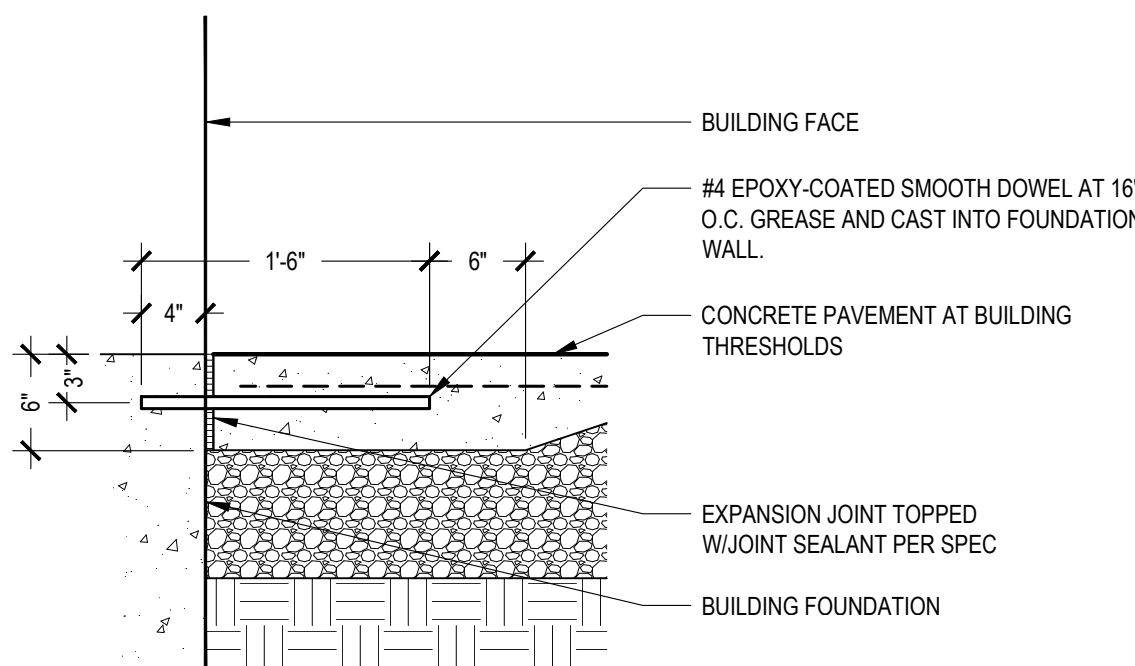 BUILDING FACE
#4 EPOXY-COATED SMOOTH DOWEL AT 16"
O.C. GREASE AND CAST INTO FOUNDATION
WALL.
1'-6"
6"
4"
CONCRETE PAVEMENT AT BUILDING
THRESHOLDS
3"
6"
EXPANSION JOINT TOPPED
W/JOINT SEALANT PER SPEC
BUILDING FOUNDATION